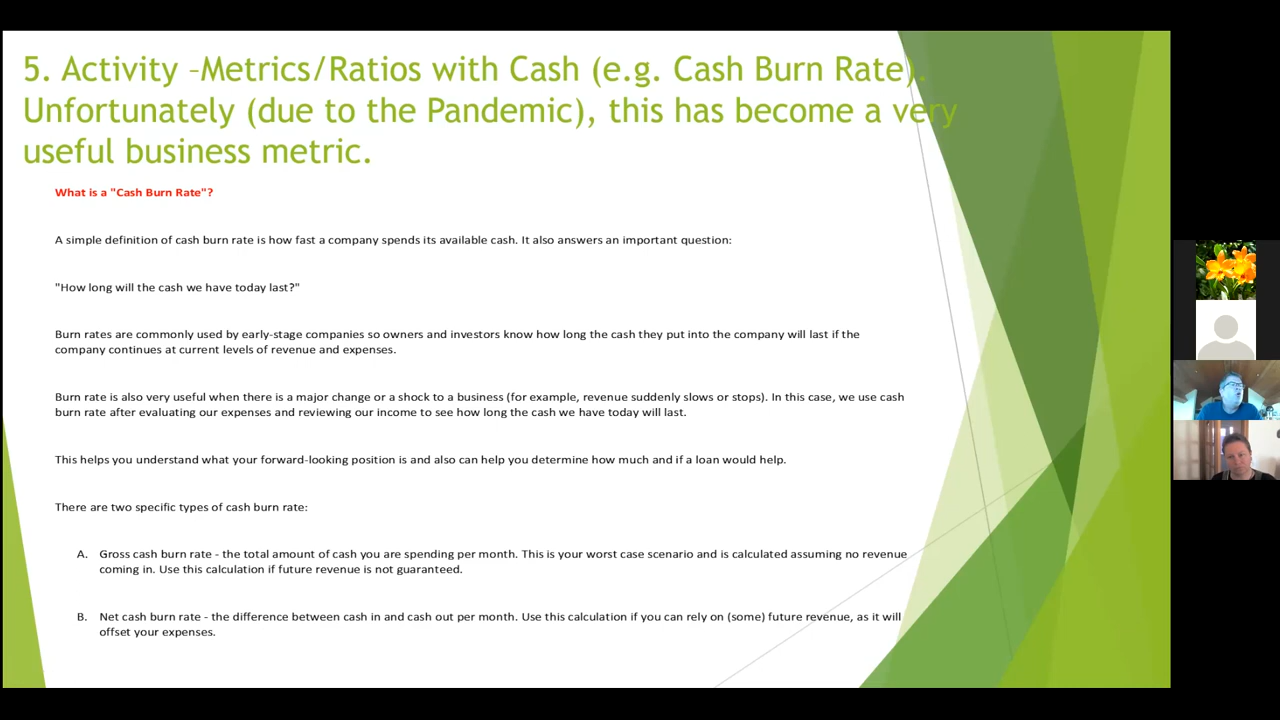 5. Activity –Metrics/Ratios with Cash (e.g. Cash Burn Rate).
Unfortunately (due to the Pandemic), this has become a very
useful business metric.
What is a "Cash Burn Rate"?
A simple definition of cash burn rate is how fast a company spends its available cash. It also answers an important question:
"How long will the cash we have today last?"
Burn rates are commonly used by early-stage companies so owners and investors know how long the cash they put into the company will last if the
company continues at current levels of revenue and expenses.
Burn rate is also very useful when there is a major change or a shock to a business (for example, revenue suddenly slows or stops). In this case, we use cash
burn rate after evaluating our expenses and reviewing our income to see how long the cash we have today will last.
This helps you understand what your forward-looking position is and also can help you determine how much and if a loan would help.
There are two specific types of cash burn rate:
A. Gross cash burn rate - the total amount of cash you are spending per month. This is your worst case scenario and is calculated assuming no revenue
coming in. Use this calculation if future revenue is not guaranteed.
B. Net cash burn rate - the difference between cash in and cash out per month. Use this calculation if you can rely on (some) future revenue, as it will
offset your expenses.